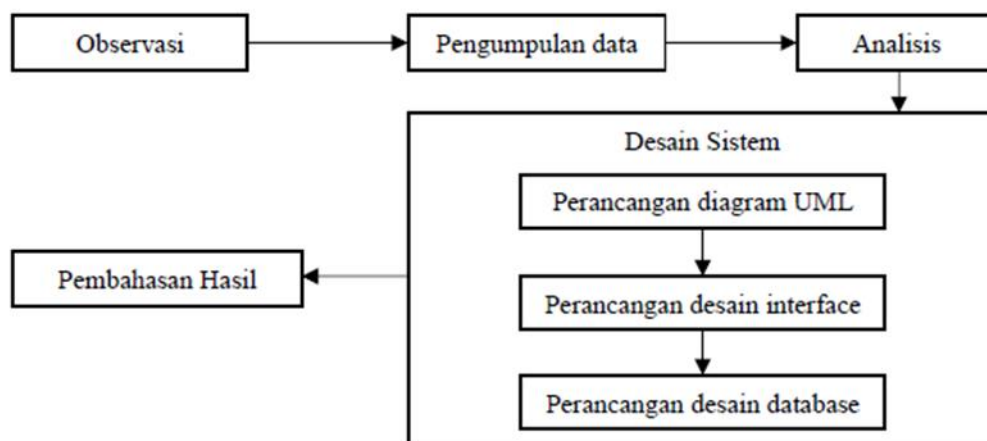 Observasi
Pengumpulan data
Analisis
Desain Sistem
Perancangan diagram UML
Perancangan desain interface
Perancangan desain database
Pembahasan Hasil